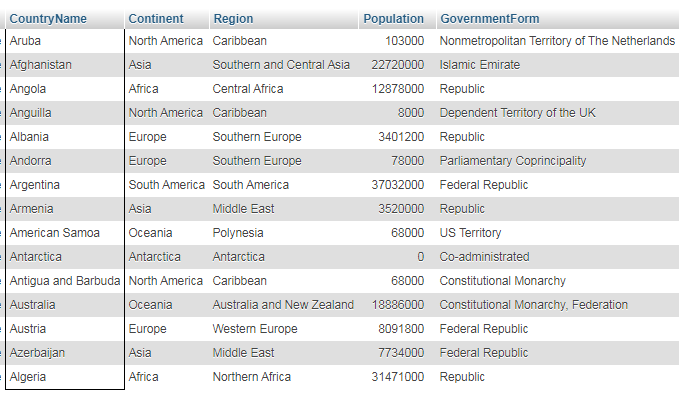 CountryName Continent Region Population GovernmentForm
Aruba North America Caribbean 103000 Nonmetropolitan Territory of The Netherlands
Afghanistan Asia Southern and Central Asia 22720000 Islamic Emirate
Angola Africa Central Africa 12878000 Republic
Anguilla North America Caribbean 8000 Dependent Territory of the UK
Albania Europe Southern Europe 3401200 Republic
Andorra Europe Southern Europe 78000 Parliamentary Coprincipality
Argentina South America South America 37032000 Federal Republic
Armenia Asia Middle East 3520000 Republic
American Samoa Oceania Polynesia 68000 US Territory
Antarctica Antarctica Antarctica 0 Co-administrated
Antigua and Barbuda North America Caribbean 68000 Constitutional Monarchy
Australia Oceania Australia and New Zealand 18886000 Constitutional Monarchy, Federation
Austria Europe Western Europe 8091800 Federal Republic
Azerbaijan Asia Middle East 7734000 Federal Republic
Algeria Africa Northern Africa 31471000 Republic